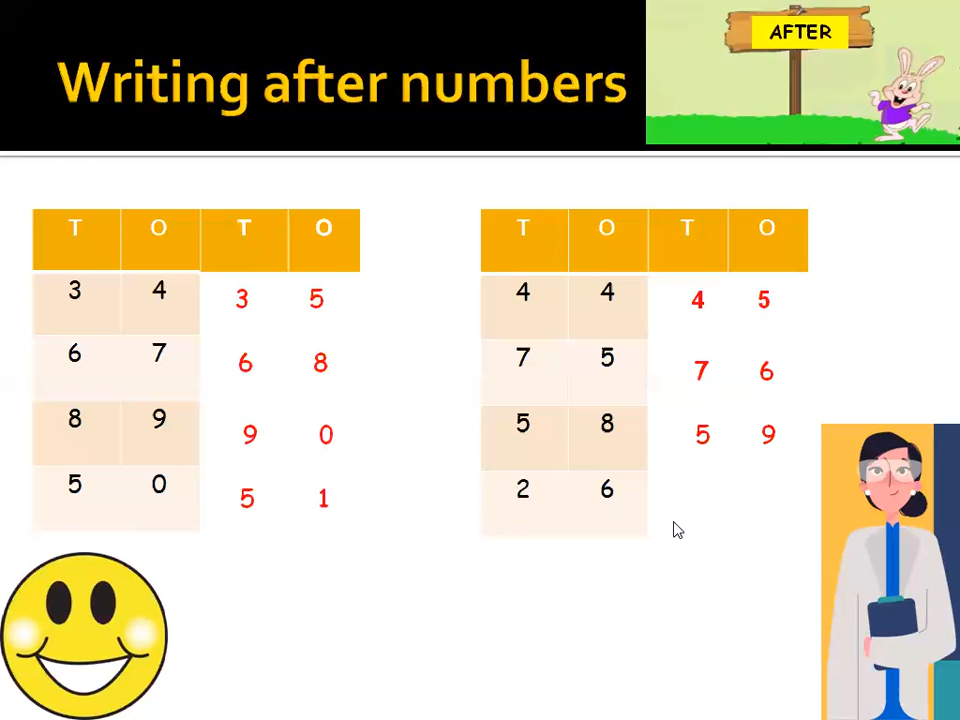 Writing after numbers
AFTER
T O T O
3 4 3 5
6 7 6 8
8 9 9 0
5 0 5 1
T O T O
4 4 4 5
7 5 7 6
5 8 5 9
2 6